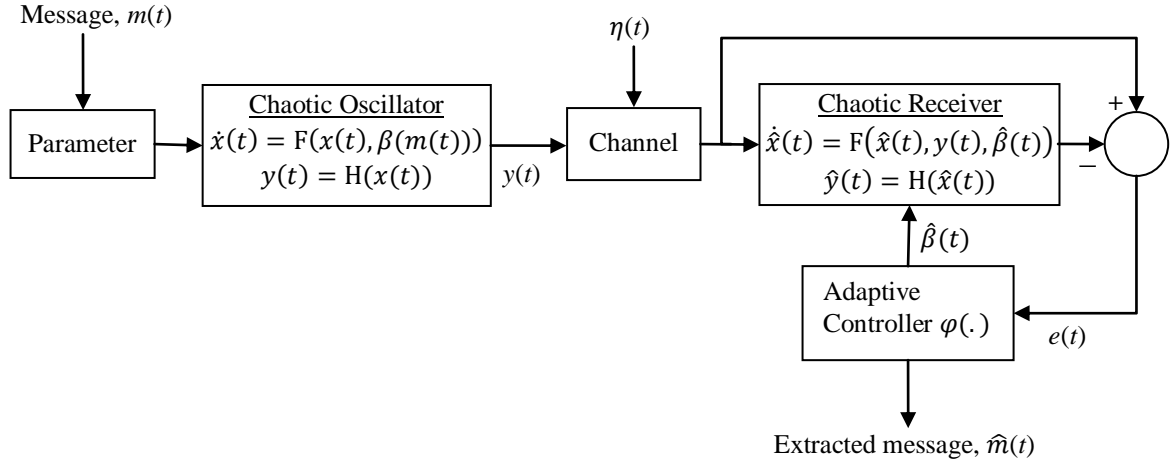 Message, m(t)
Parameter
Chaotic Oscillator
ẋ(t) = F(x(t), β(m(t)))
y(t) = H(x(t))
y(t)
η(t)
Channel
Chaotic Receiver
x̂̇(t) = F(x̂(t), y(t), β̂(t))
ŷ(t) = H(x̂(t))
+
−
β̂(t)
Adaptive
Controller φ(.)
e(t)
Extracted message, m̂(t)